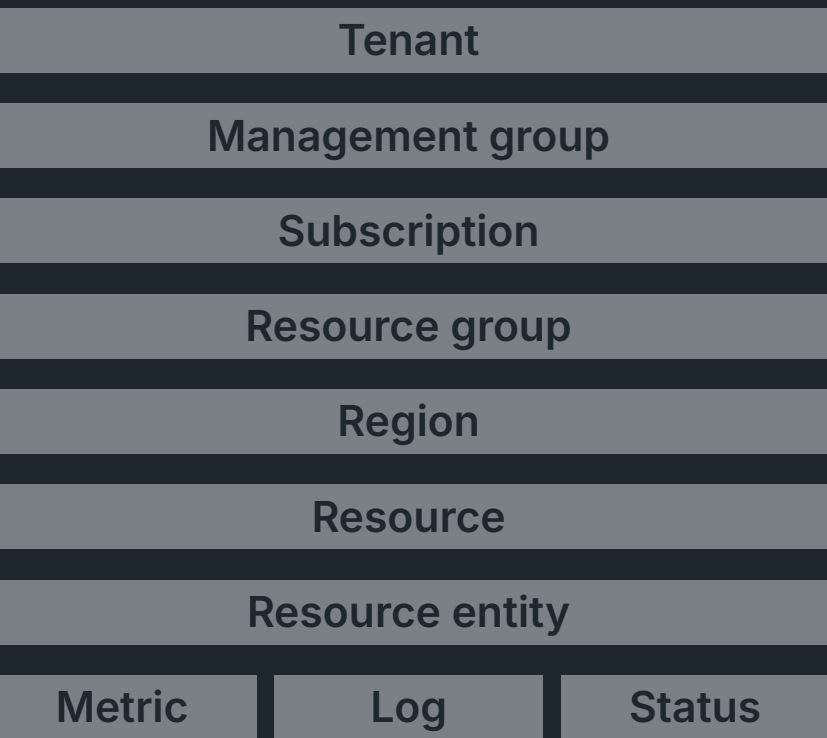 Tenant
Management group
Subscription
Resource group
Region
Resource
Resource entity
Metric
Log
Status